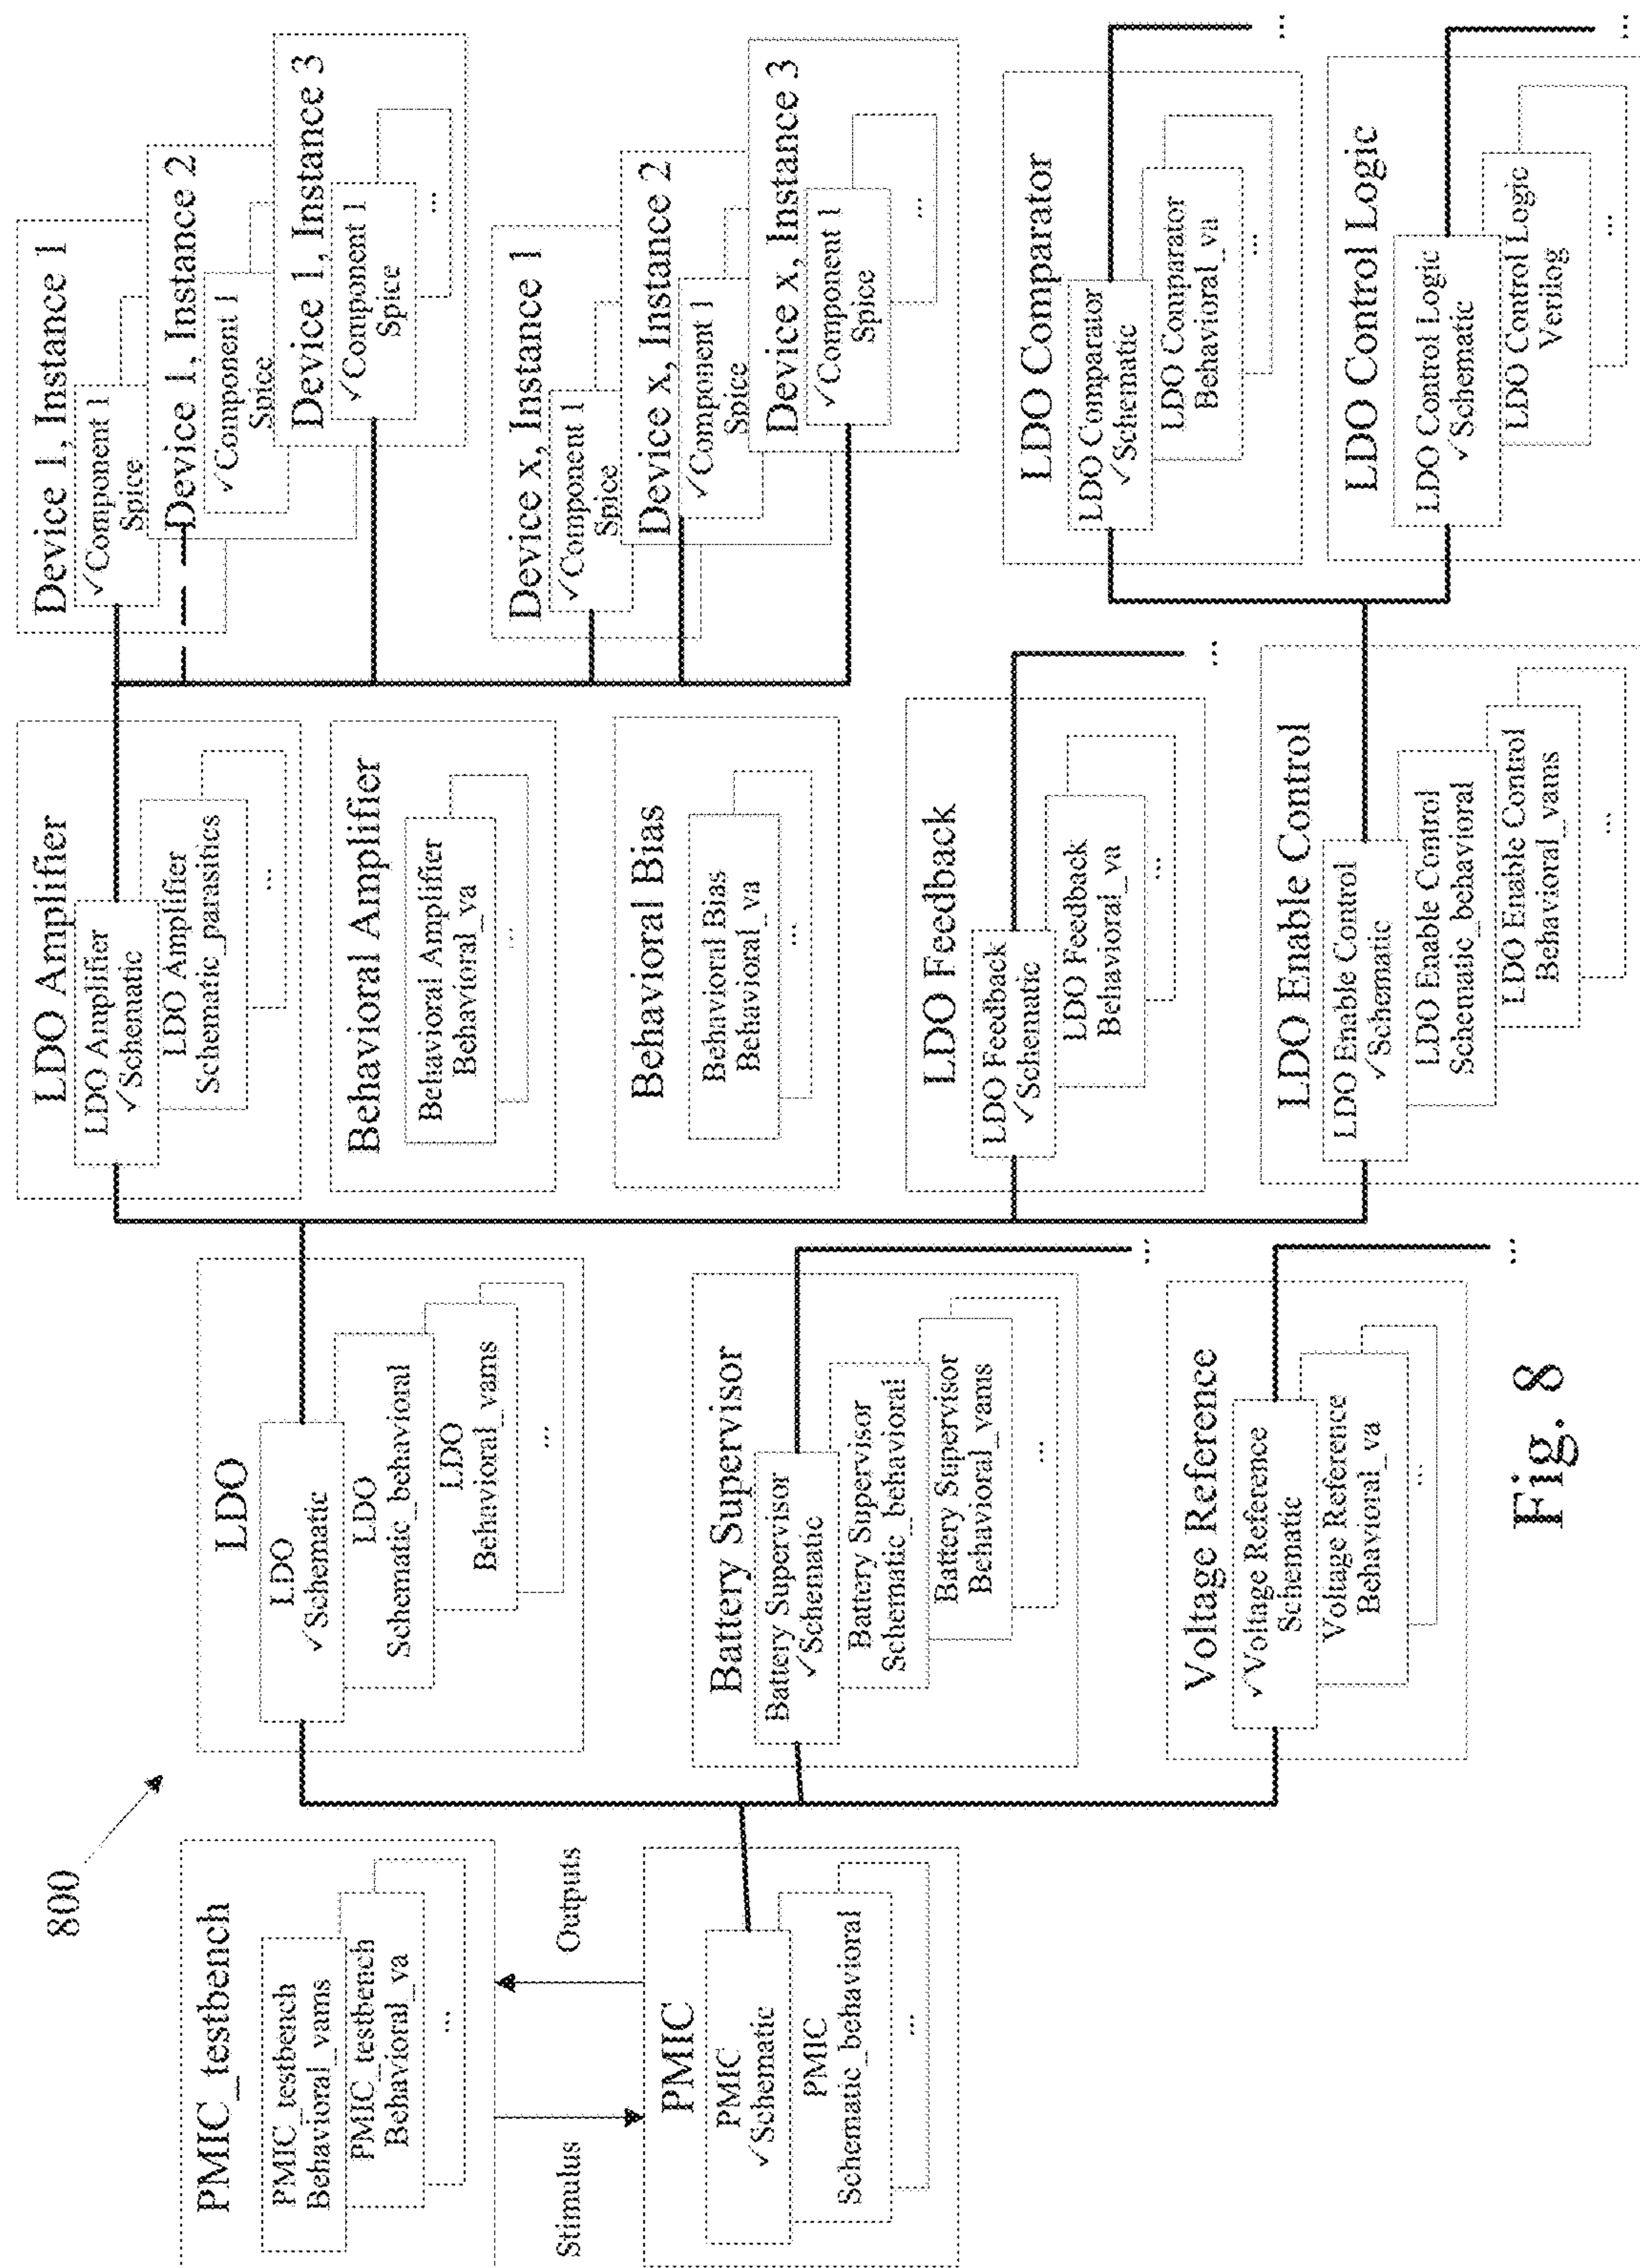 800
PMIC_testbench
PMIC_testbench
Behavioral_vams
PMIC_testbench
Behavioral_va
...
Stimulus
Outputs
PMIC
PMIC
✓Schematic
PMIC
Schematic_behavioral
...
LDO
LDO
✓Schematic
LDO
Schematic_behavioral
LDO
Behavioral_vams
...
Battery Supervisor
Battery Supervisor
✓Schematic
Battery Supervisor
Schematic_behavioral
Battery Supervisor
Behavioral_vams
...
...
Voltage Reference
✓Voltage Reference
Schematic
Voltage Reference
Behavioral_va
...
...
LDO Amplifier
LDO Amplifier
✓Schematic
LDO Amplifier
Schematic_parasitics
...
Behavioral Amplifier
Behavioral Amplifier
Behavioral_va
...
Behavioral Bias
Behavioral Bias
Behavioral_va
...
LDO Feedback
LDO Feedback
✓Schematic
LDO Feedback
Behavioral_va
...
...
LDO Enable Control
LDO Enable Control
✓Schematic
LDO Enable Control
Schematic_behavioral
LDO Enable Control
Behavioral_vams
...
Device 1, Instance 1
✓Component 1
Spice
Device 1, Instance 2
✓Component 1
Spice
Device 1, Instance 3
✓Component 1
Spice
...
Device x, Instance 1
✓Component 1
Spice
Device x, Instance 2
✓Component 1
Spice
Device x, Instance 3
✓Component 1
Spice
...
LDO Comparator
LDO Comparator
✓Schematic
LDO Comparator
Behavioral_va
...
...
LDO Control Logic
LDO Control Logic
✓Schematic
LDO Control Logic
Verilog
...
...
Fig. 8